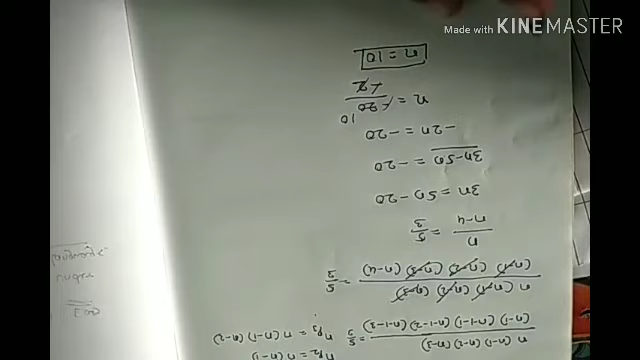 Made with KINEMASTER
nP2 = n(n-1)
nP3 = n(n-1)(n-2)
n(n-1)(n-2)(n-3) / (n-1)(n-1-1)(n-1-2)(n-1-3) = 5/3
n(n-1)(n-2)(n-3) / (n-1)(n-2)(n-3)(n-4) = 5/3
n / n-4 = 5/3
3n = 5n-20
3n-5n = -20
-2n = -20
n = -20 / -2
10
n = 10